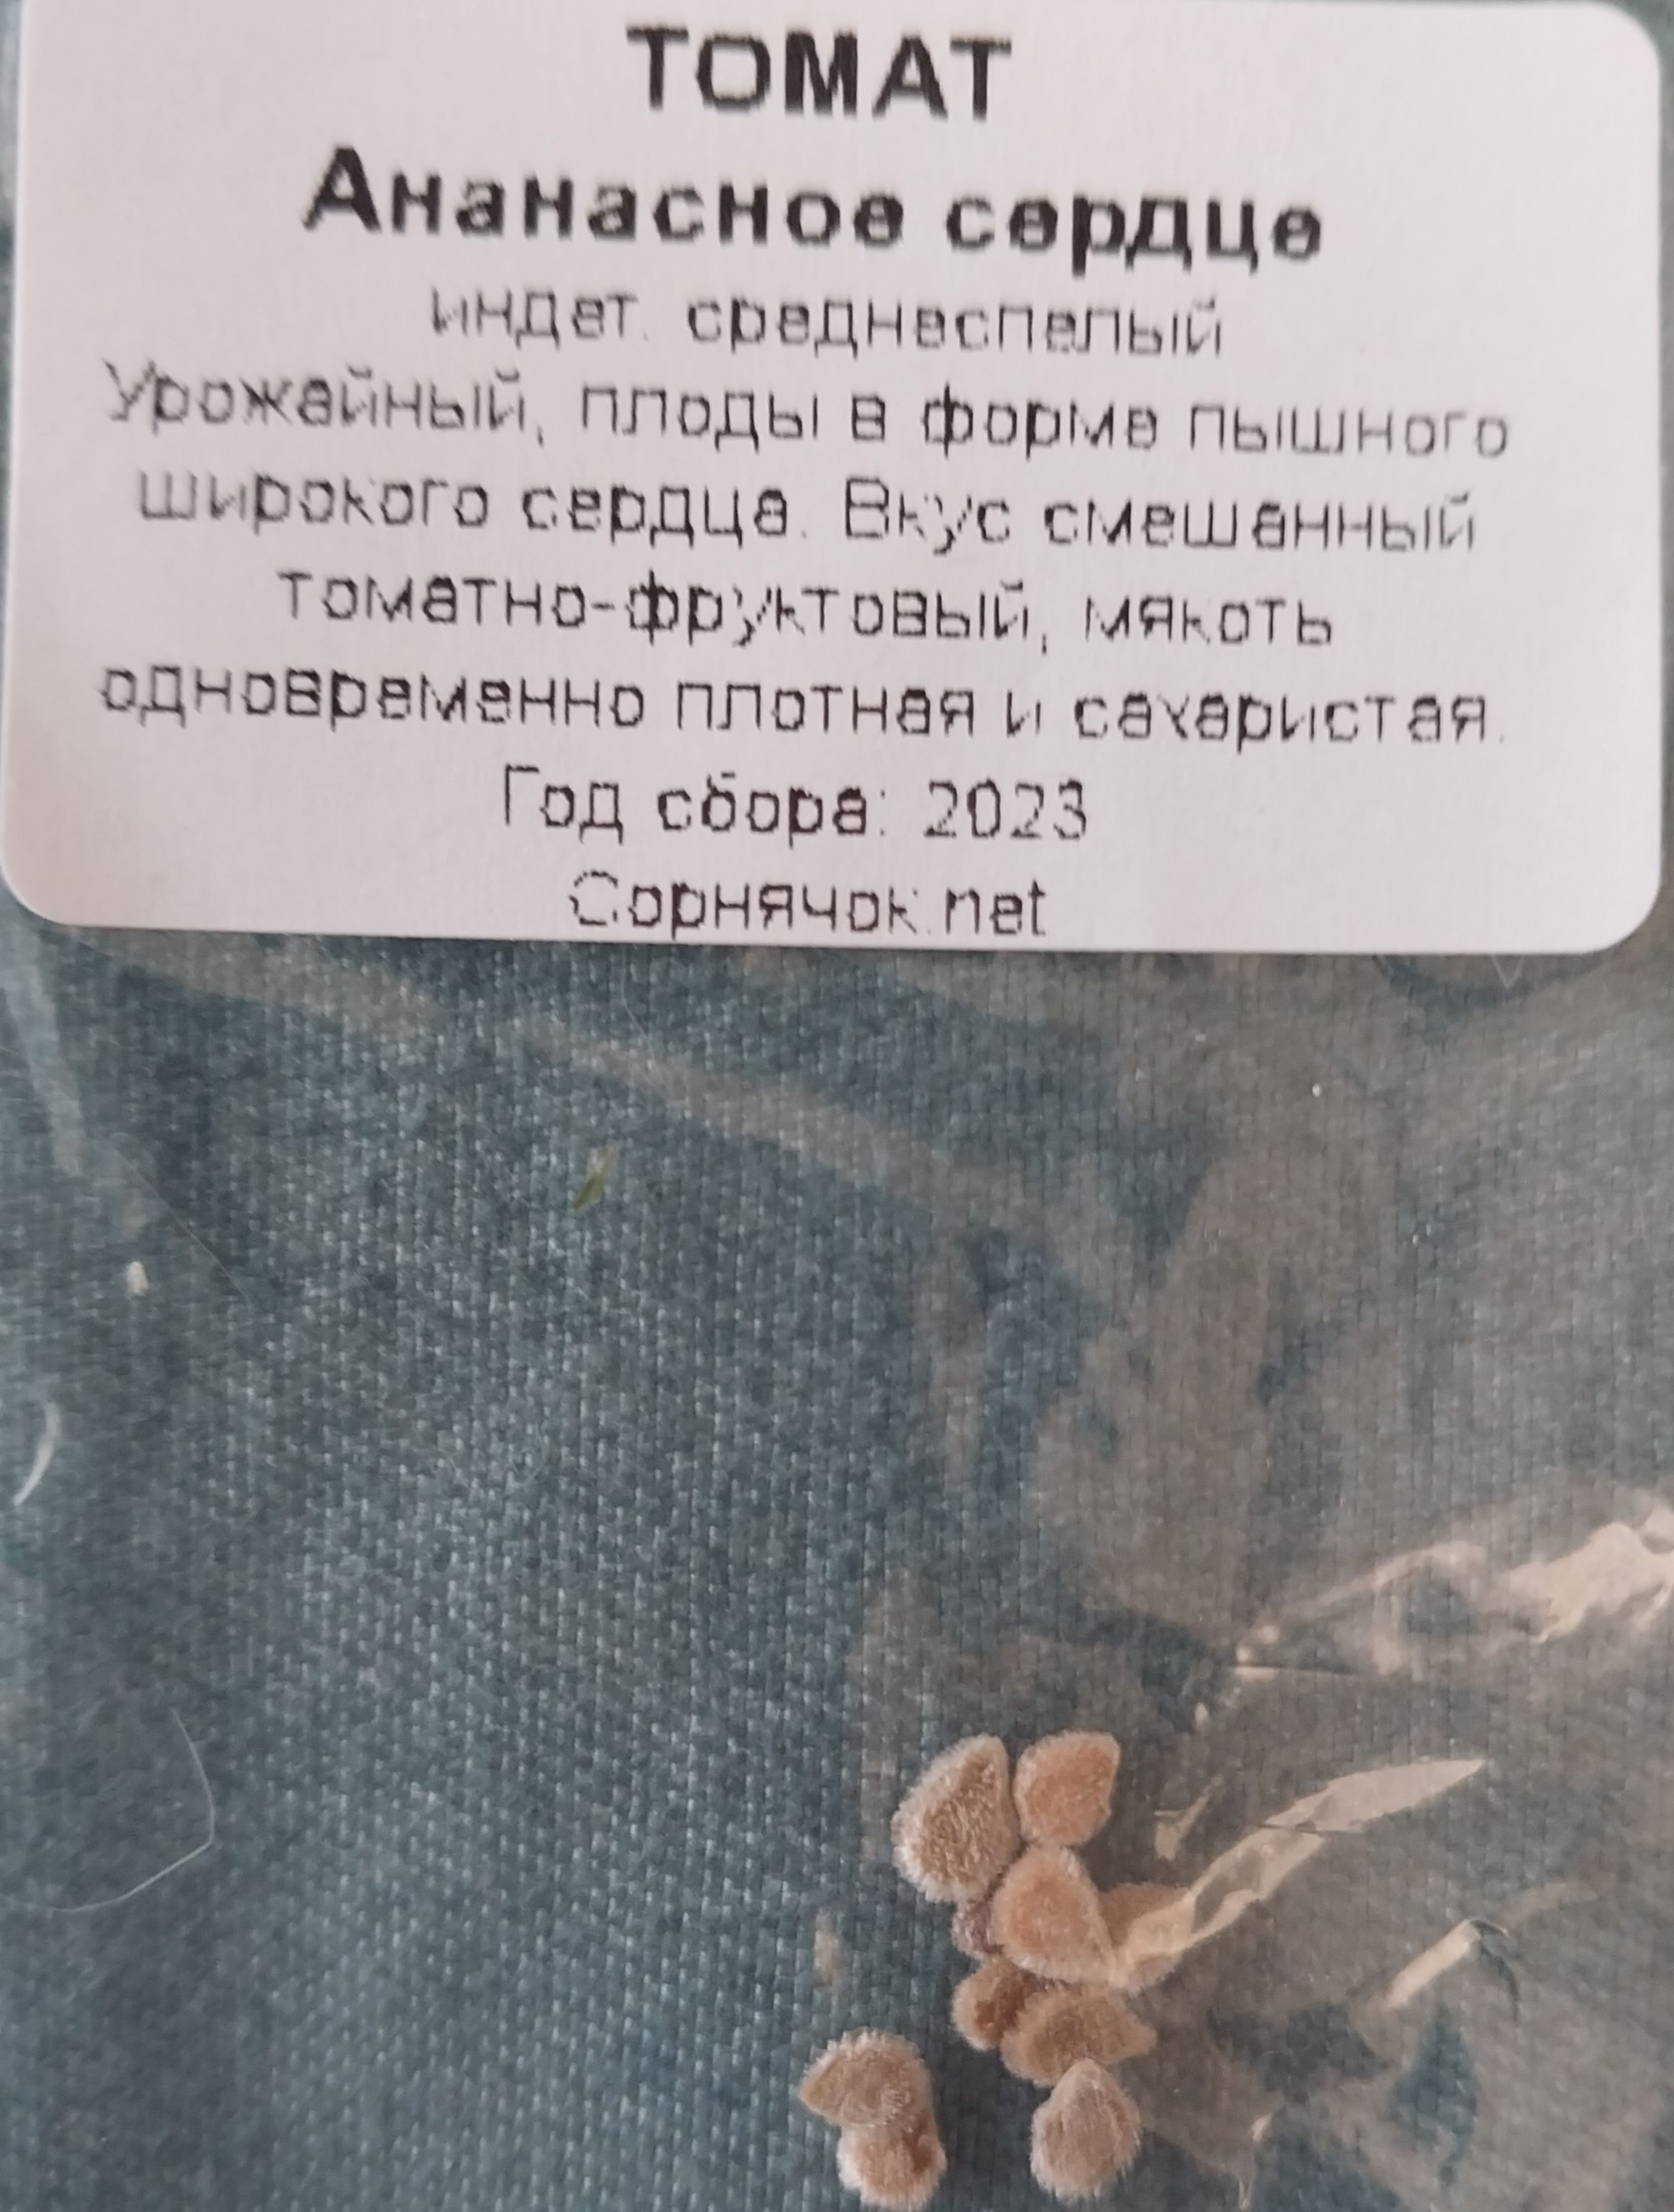 ТОМАТ
Ананасное сердце
индет. среднеспелый
Урожайный, плоды в форме пышного
широкого сердца. Вкус смешанный
томатно-фруктовый, мякоть
одновременно плотная и сахаристая.
Год сбора: 2023
Сорнячок.net